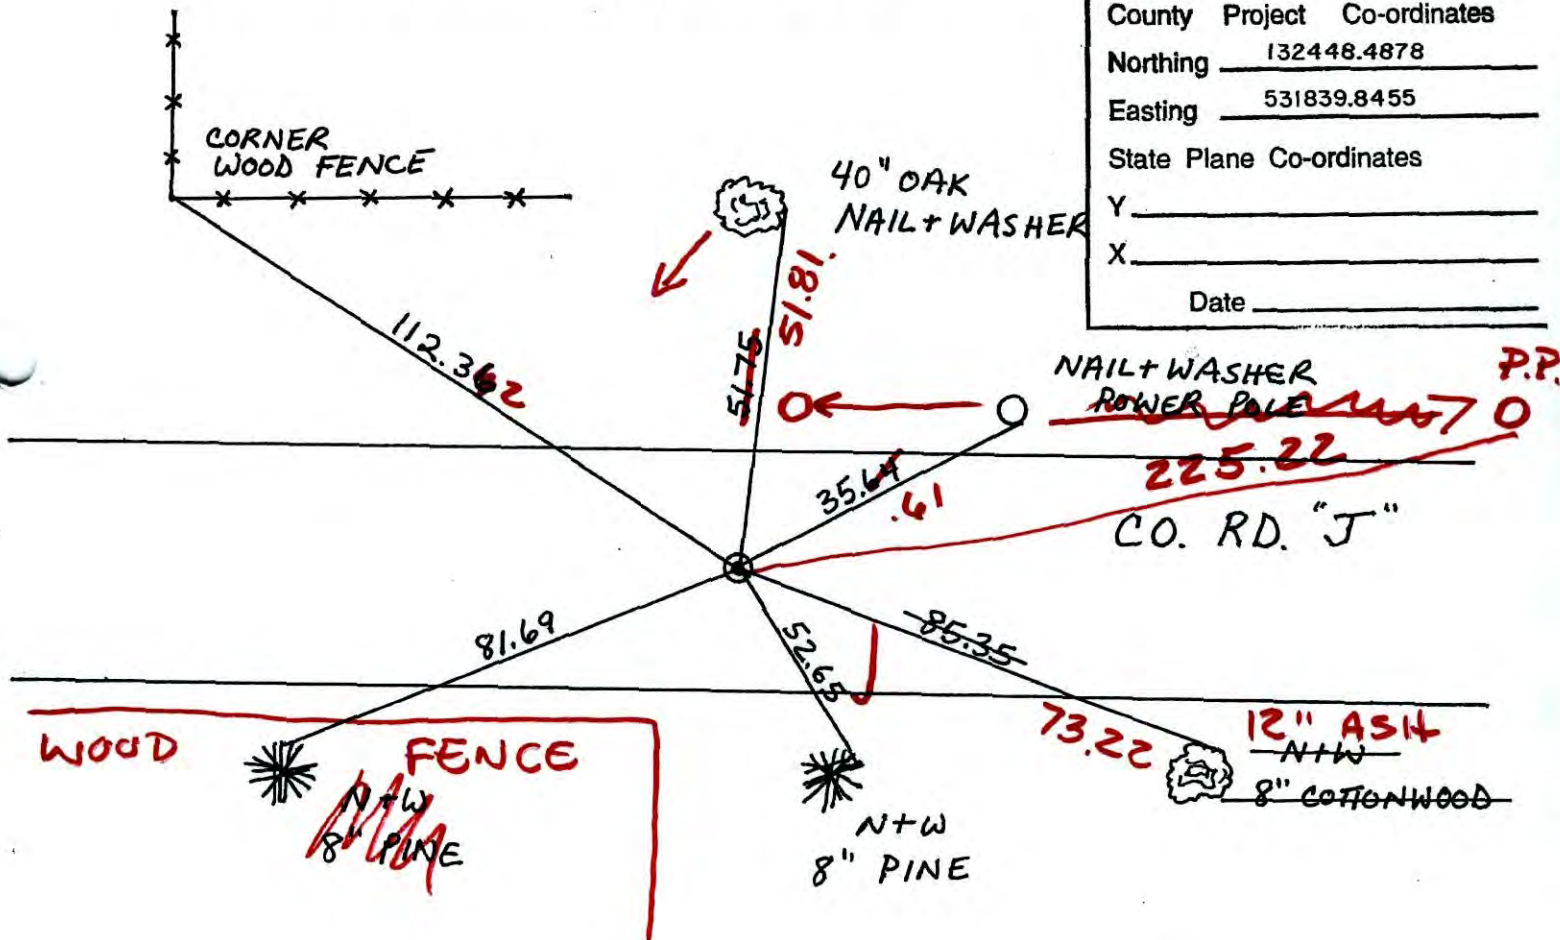 County Project Co-ordinates
Northing 132448.4878
Easting 531839.8455
State Plane Co-ordinates
Y
X
Date
CORNER
WOOD FENCE
40" OAK
NAIL + WASHER
112.36
42
51.75
51.81
NAIL + WASHER
POWER POLE
P.P.
35.64
.61
225.22
CO. RD. "J"
81.69
52.65
85.35
73.22
WOOD FENCE
N+W
8" PINE
N+W
8" PINE
12" ASH
N+W
8" COTTONWOOD